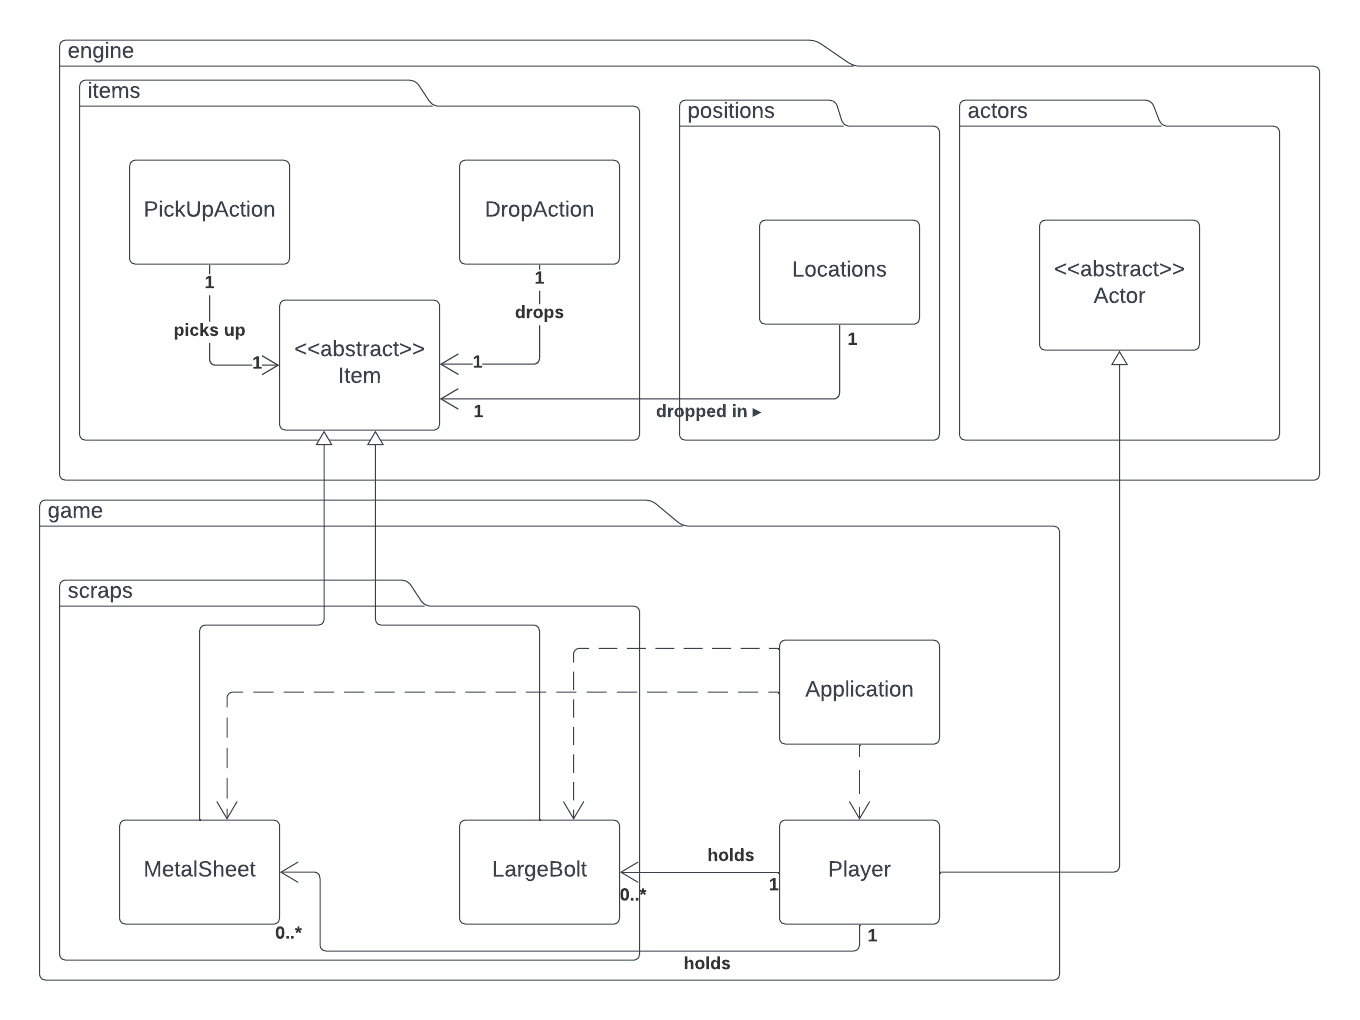 engine
items
positions
actors
PickUpAction
DropAction
Locations
<<abstract>>
Actor
1
1
picks up
drops
1
1
1
<<abstract>>
Item
1
dropped in ▸
game
scraps
Application
MetalSheet
LargeBolt
holds
Player
1
0..*
0..*
1
holds